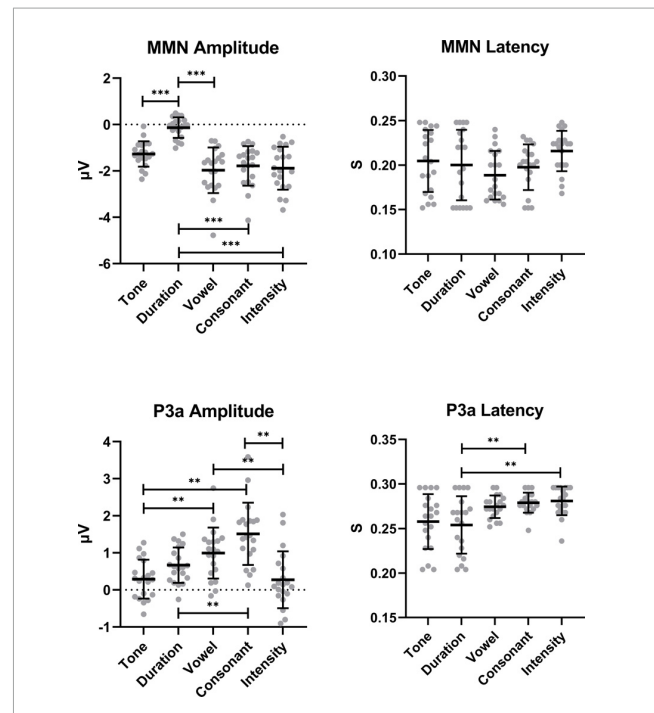 MMN Amplitude
2
0
-2
-4
-6
µV
***
***
***
***
Tone
Duration
Vowel
Consonant
Intensity
MMN Latency
0.30
0.25
0.20
0.15
0.10
S
Tone
Duration
Vowel
Consonant
Intensity
P3a Amplitude
4
3
2
1
0
-1
µV
**
**
**
**
**
Tone
Duration
Vowel
Consonant
Intensity
P3a Latency
0.35
0.30
0.25
0.20
0.15
S
**
**
Tone
Duration
Vowel
Consonant
Intensity